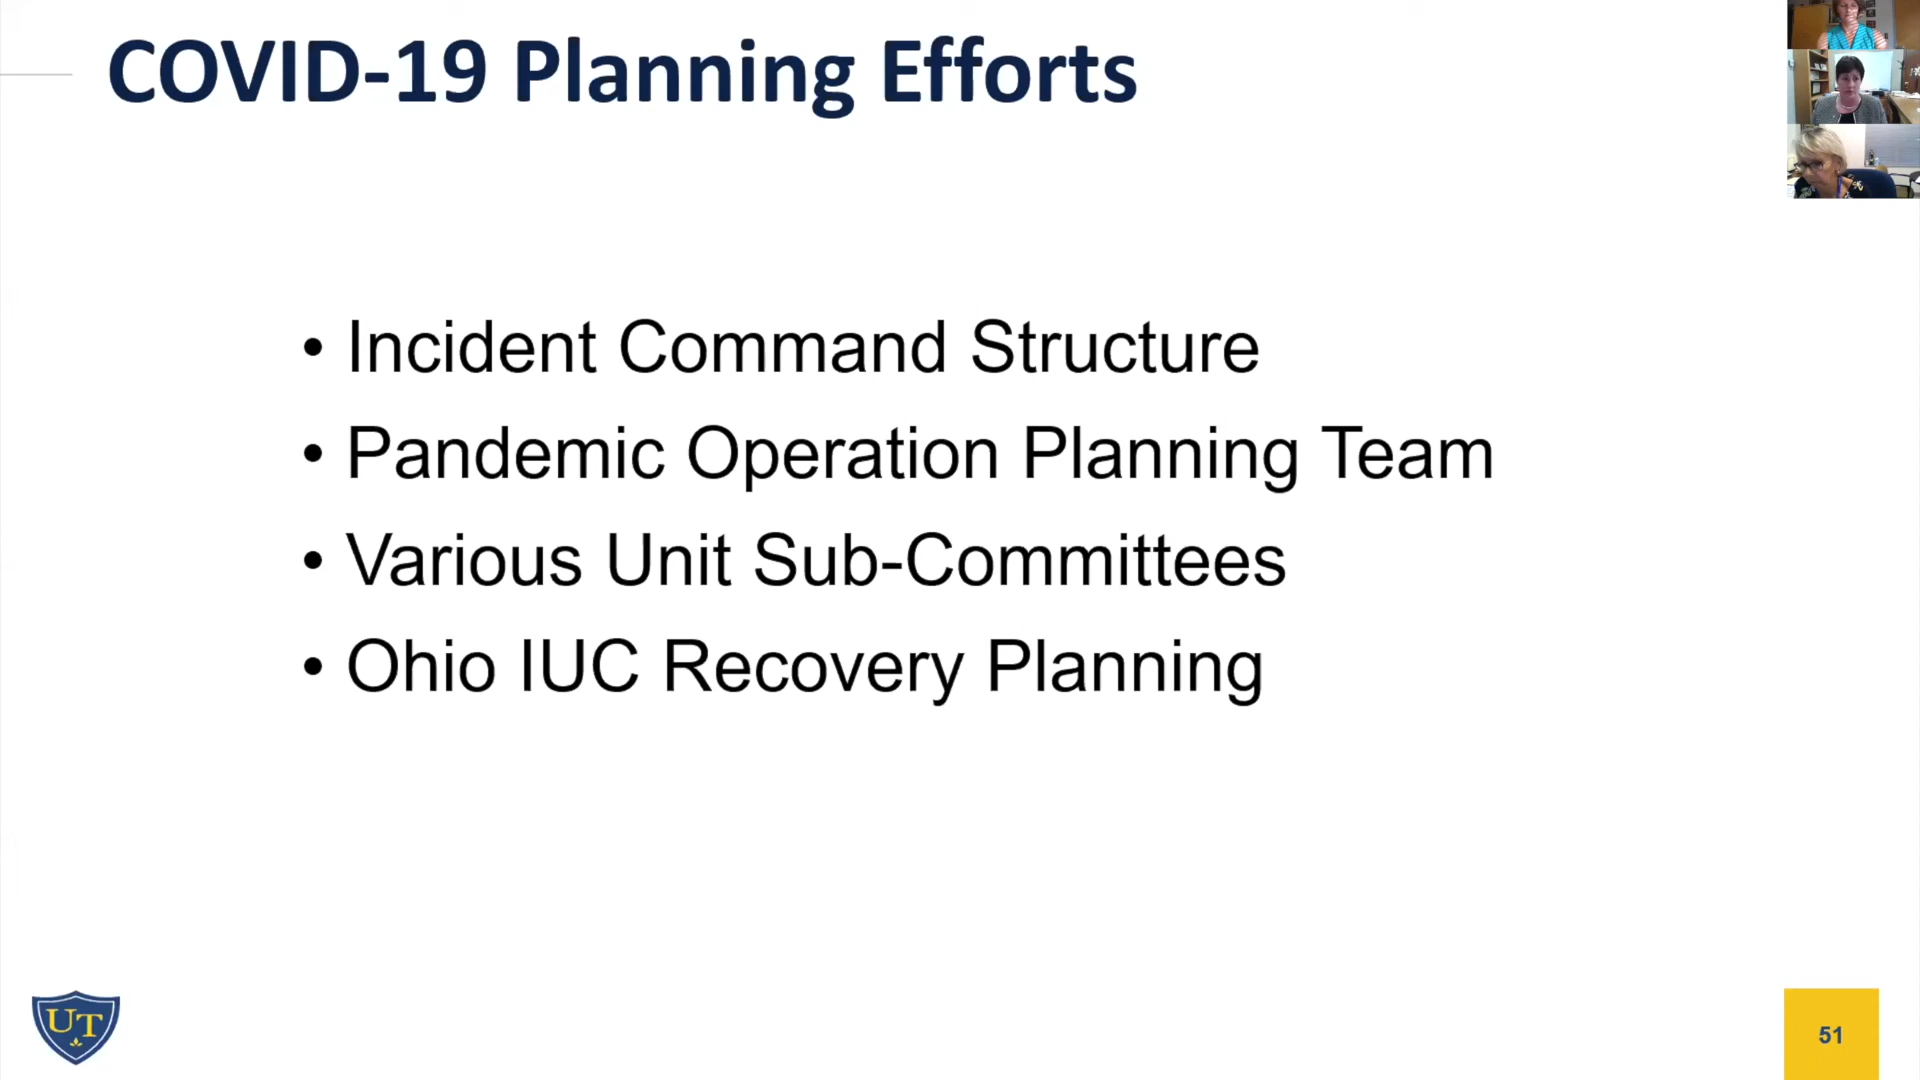 COVID-19 Planning Efforts
• Incident Command Structure
• Pandemic Operation Planning Team
• Various Unit Sub-Committees
• Ohio IUC Recovery Planning
UT
51